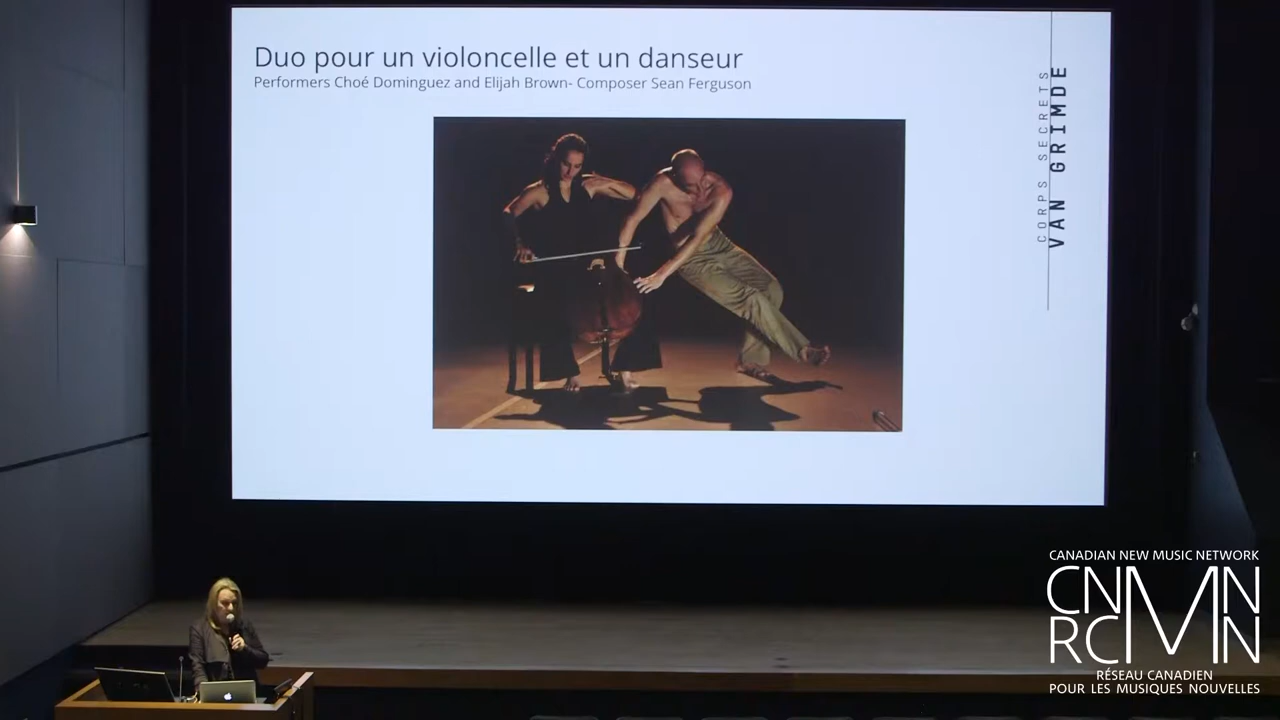 Duo pour un violoncelle et un danseur
Performers Choé Dominguez and Elijah Brown- Composer Sean Ferguson
CORPS SECRETS
VAN GRIMDE
CANADIAN NEW MUSIC NETWORK
CNMN
RCMN
RÉSEAU CANADIEN
POUR LES MUSIQUES NOUVELLES